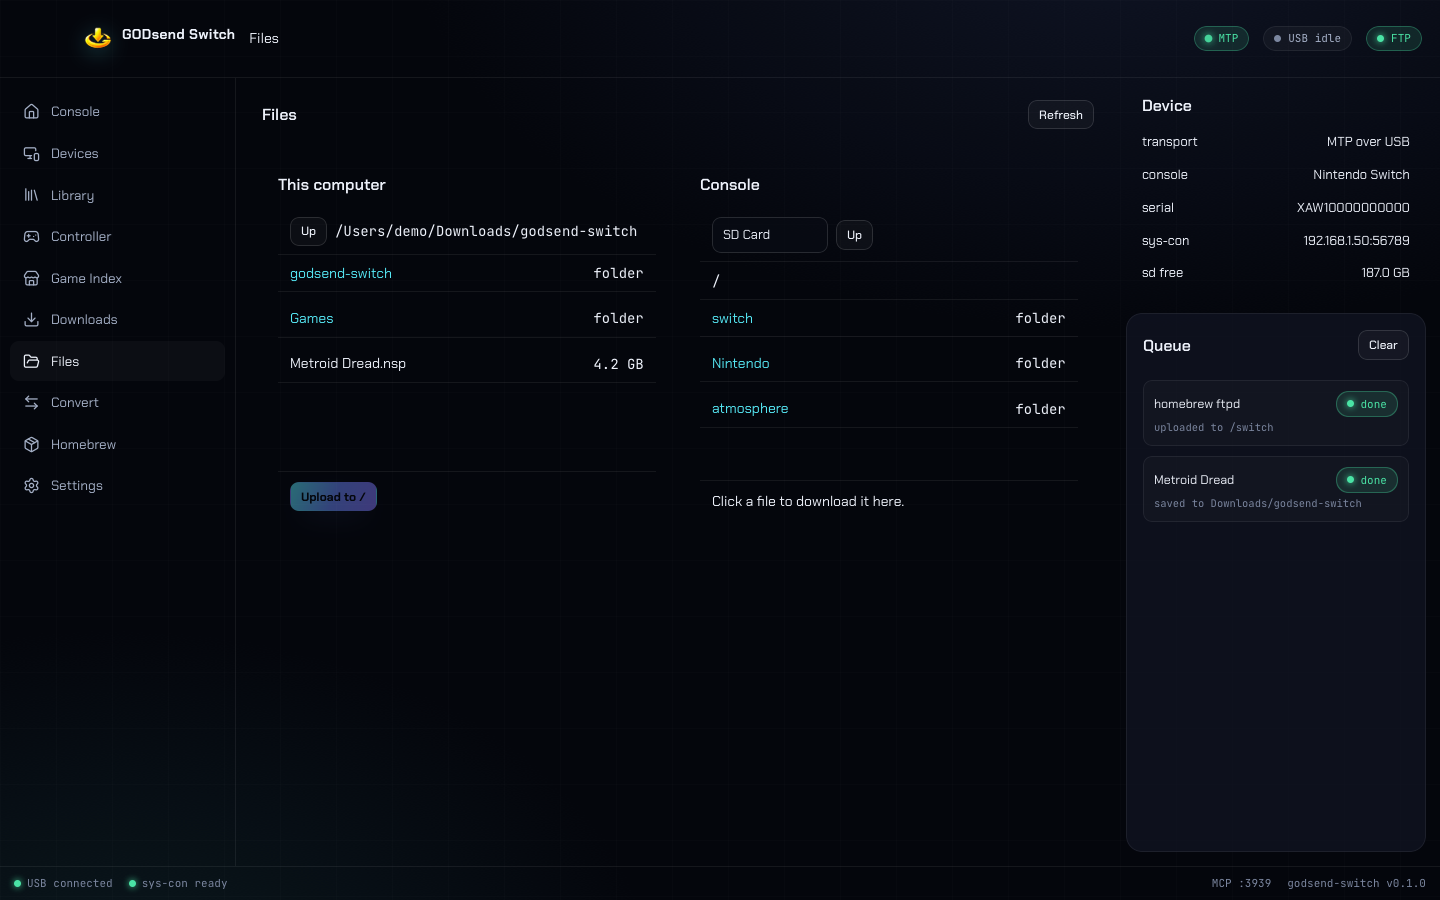 GODsend Switch Files
MTP USB idle FTP
Console
Devices
Library
Controller
Game Index
Downloads
Files
Convert
Homebrew
Settings
Files
Refresh
This computer
Up /Users/demo/Downloads/godsend-switch
godsend-switch folder
Games folder
Metroid Dread.nsp 4.2 GB
Upload to /
Console
SD Card Up
/
switch folder
Nintendo folder
atmosphere folder
Click a file to download it here.
Device
transport MTP over USB
console Nintendo Switch
serial XAW10000000000
sys-con 192.168.1.50:56789
sd free 187.0 GB
Queue Clear
homebrew ftpd done
uploaded to /switch
Metroid Dread done
saved to Downloads/godsend-switch
USB connected sys-con ready
MCP :3939 godsend-switch v0.1.0